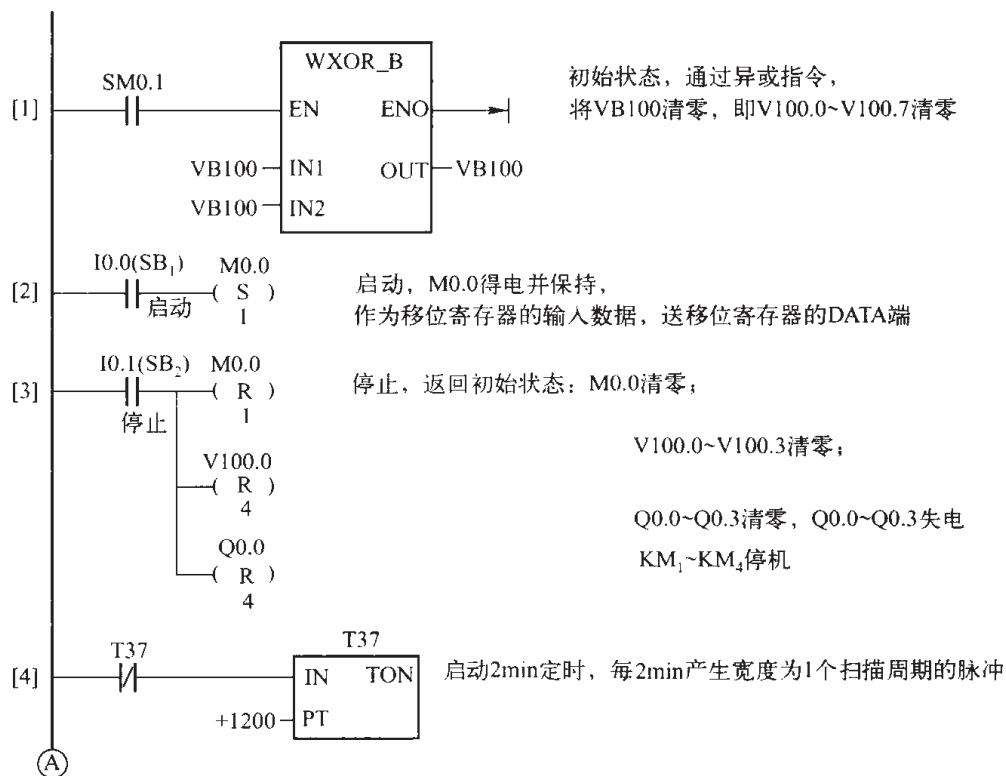 WXOR_B
SM0.1
初始状态，通过异或指令，
[1]
EN ENO
将VB100清零，即V100.0~V100.7清零
VB100 IN1 OUT VB100
VB100 IN2
I0.0(SB₁) M0.0
[2]
( S )
启动，M0.0得电并保持，
启动
1
作为移位寄存器的输入数据，送移位寄存器的DATA端
I0.1(SB₂) M0.0
[3]
( R )
停止，返回初始状态：M0.0清零；
停止
1
V100.0
V100.0~V100.3清零；
( R )
4
Q0.0~Q0.3清零，Q0.0~Q0.3失电
Q0.0
( R )
KM₁~KM₄停机
4
T37 T37
[4]
IN TON
启动2min定时，每2min产生宽度为1个扫描周期的脉冲
+1200 PT
A